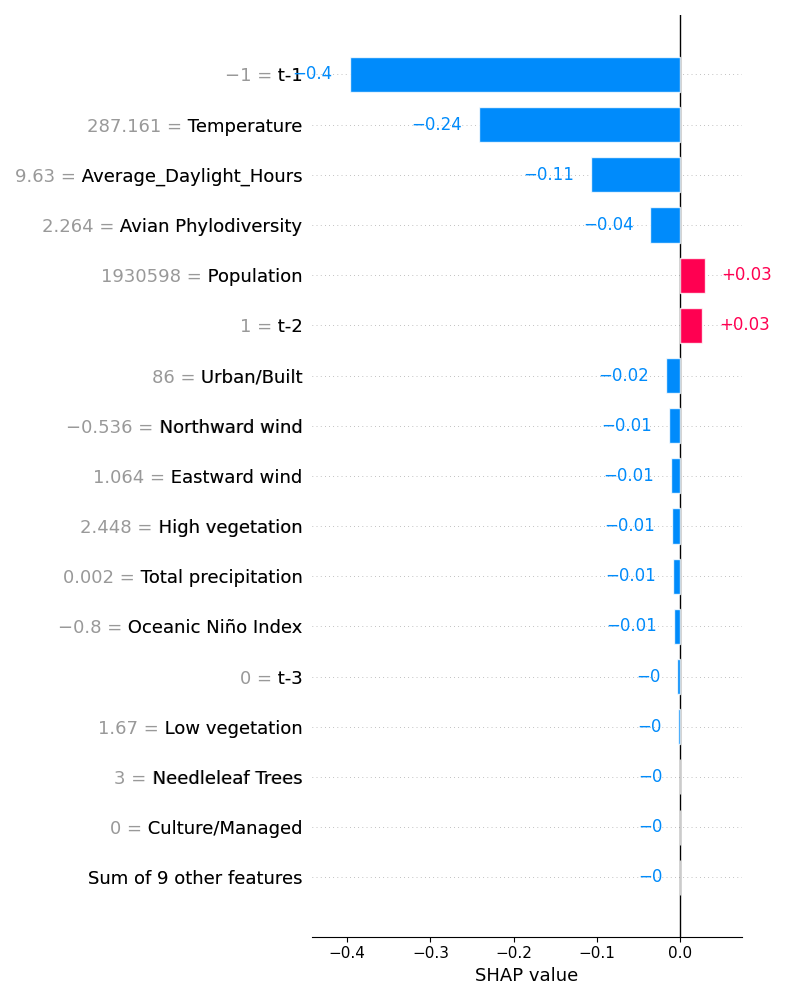 −1 = t-1 −0.4
287.161 = Temperature −0.24
9.63 = Average_Daylight_Hours −0.11
2.264 = Avian Phylodiversity −0.04
1930598 = Population +0.03
1 = t-2 +0.03
86 = Urban/Built −0.02
−0.536 = Northward wind −0.01
1.064 = Eastward wind −0.01
2.448 = High vegetation −0.01
0.002 = Total precipitation −0.01
−0.8 = Oceanic Niño Index −0.01
0 = t-3 −0
1.67 = Low vegetation −0
3 = Needleleaf Trees −0
0 = Culture/Managed −0
Sum of 9 other features −0
−0.4 −0.3 −0.2 −0.1 0.0
SHAP value